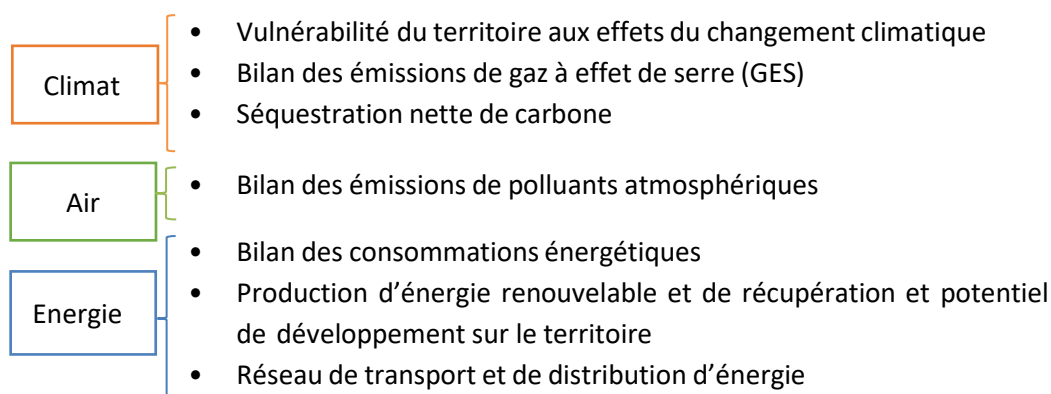 Climat
• Vulnérabilité du territoire aux effets du changement climatique
• Bilan des émissions de gaz à effet de serre (GES)
• Séquestration nette de carbone
Air
• Bilan des émissions de polluants atmosphériques
Energie
• Bilan des consommations énergétiques
• Production d’énergie renouvelable et de récupération et potentiel
de développement sur le territoire
• Réseau de transport et de distribution d’énergie